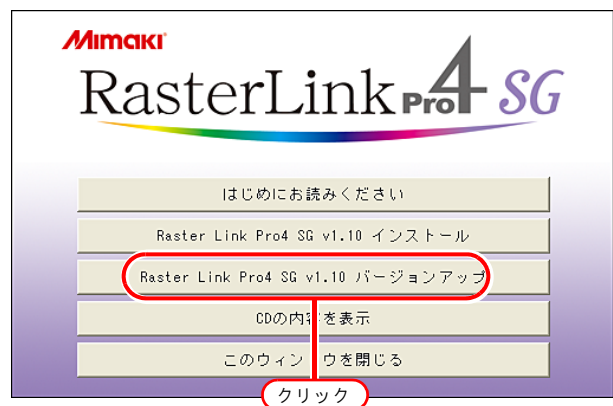 Mimaki
RasterLink Pro4 SG
はじめにお読みください
Raster Link Pro4 SG v1.10 インストール
Raster Link Pro4 SG v1.10 バージョンアップ
CDの内容を表示
このウィンドウを閉じる
クリック